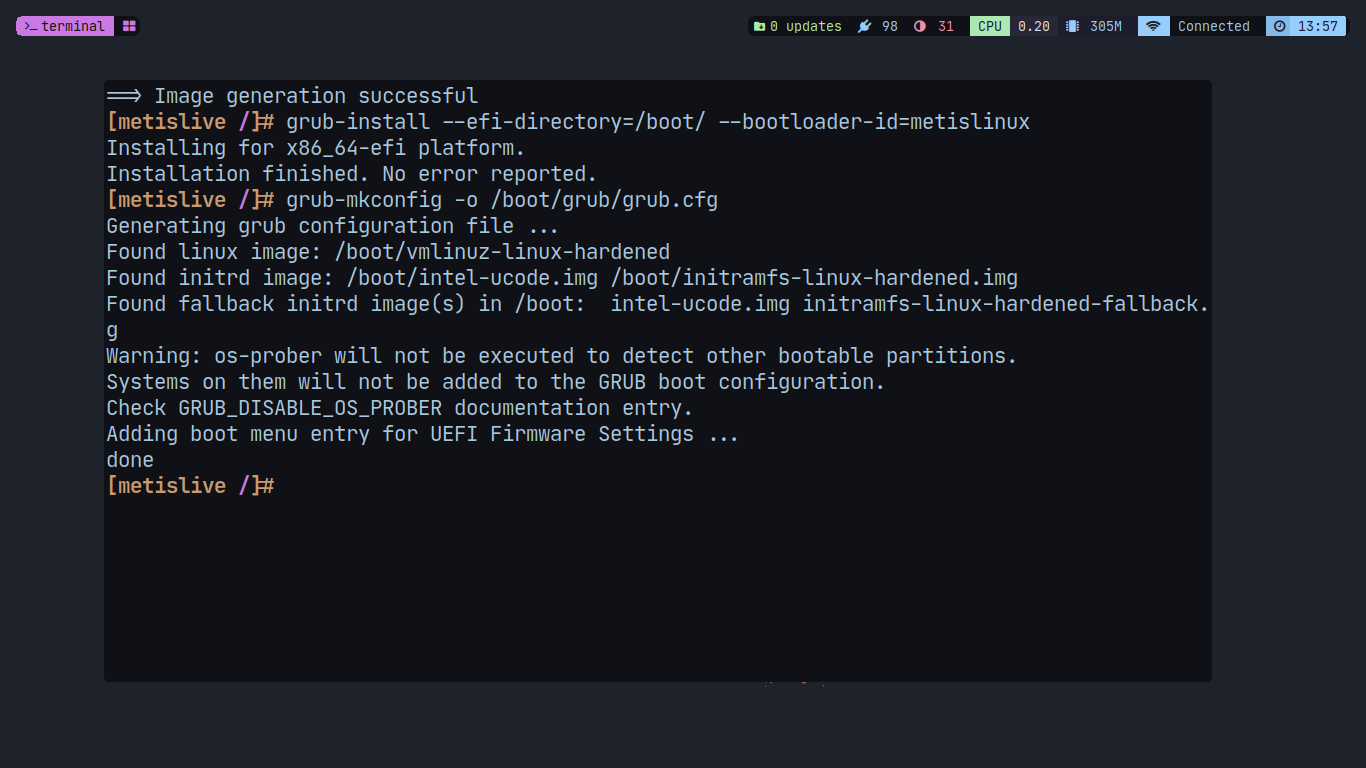 >_ terminal
0 updates 98 31 CPU 0.20 305M Connected 13:57
==> Image generation successful
[metislive /]# grub-install --efi-directory=/boot/ --bootloader-id=metislinux
Installing for x86_64-efi platform.
Installation finished. No error reported.
[metislive /]# grub-mkconfig -o /boot/grub/grub.cfg
Generating grub configuration file ...
Found linux image: /boot/vmlinuz-linux-hardened
Found initrd image: /boot/intel-ucode.img /boot/initramfs-linux-hardened.img
Found fallback initrd image(s) in /boot:  intel-ucode.img initramfs-linux-hardened-fallback.
g
Warning: os-prober will not be executed to detect other bootable partitions.
Systems on them will not be added to the GRUB boot configuration.
Check GRUB_DISABLE_OS_PROBER documentation entry.
Adding boot menu entry for UEFI Firmware Settings ...
done
[metislive /]#